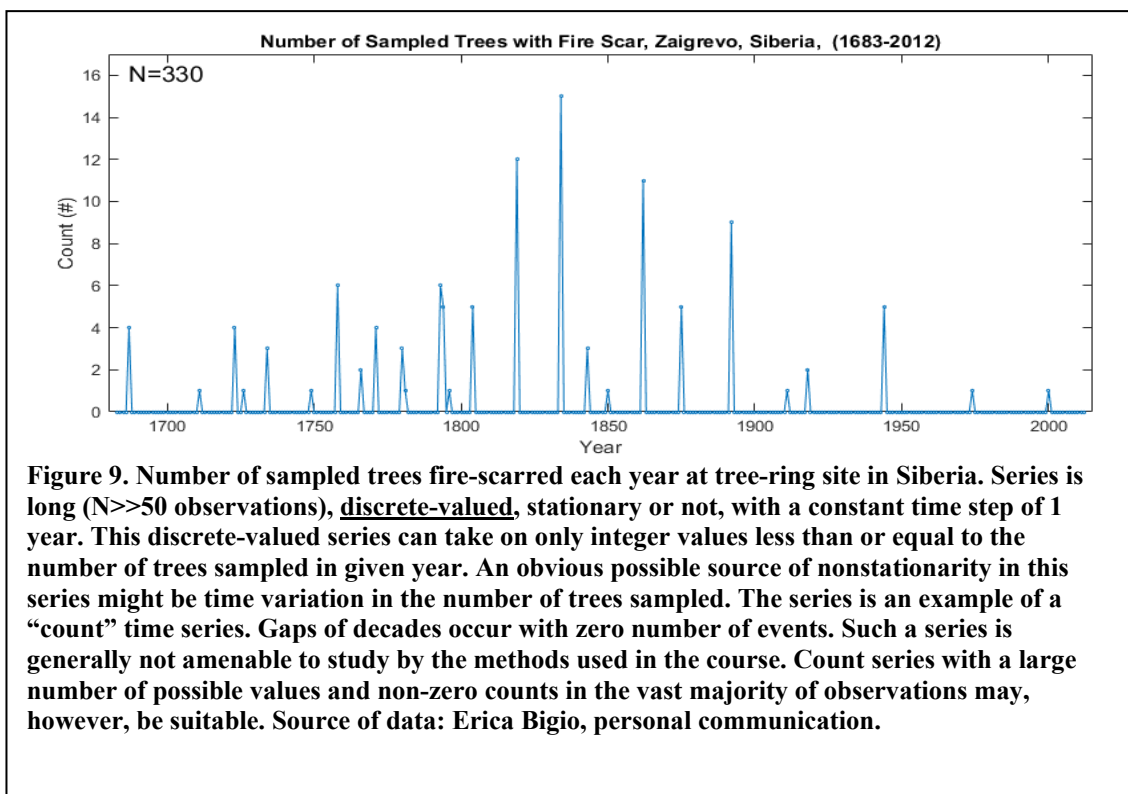 Number of Sampled Trees with Fire Scar, Zaigrevo, Siberia, (1683-2012)
N=330
16
14
12
10
8
6
4
2
0
Count (#)
1700 1750 1800 1850 1900 1950 2000
Year
Figure 9. Number of sampled trees fire-scarred each year at tree-ring site in Siberia. Series is
long (N>>50 observations), discrete-valued, stationary or not, with a constant time step of 1
year. This discrete-valued series can take on only integer values less than or equal to the
number of trees sampled in given year. An obvious possible source of nonstationarity in this
series might be time variation in the number of trees sampled. The series is an example of a
“count” time series. Gaps of decades occur with zero number of events. Such a series is
generally not amenable to study by the methods used in the course. Count series with a large
number of possible values and non-zero counts in the vast majority of observations may,
however, be suitable. Source of data: Erica Bigio, personal communication.